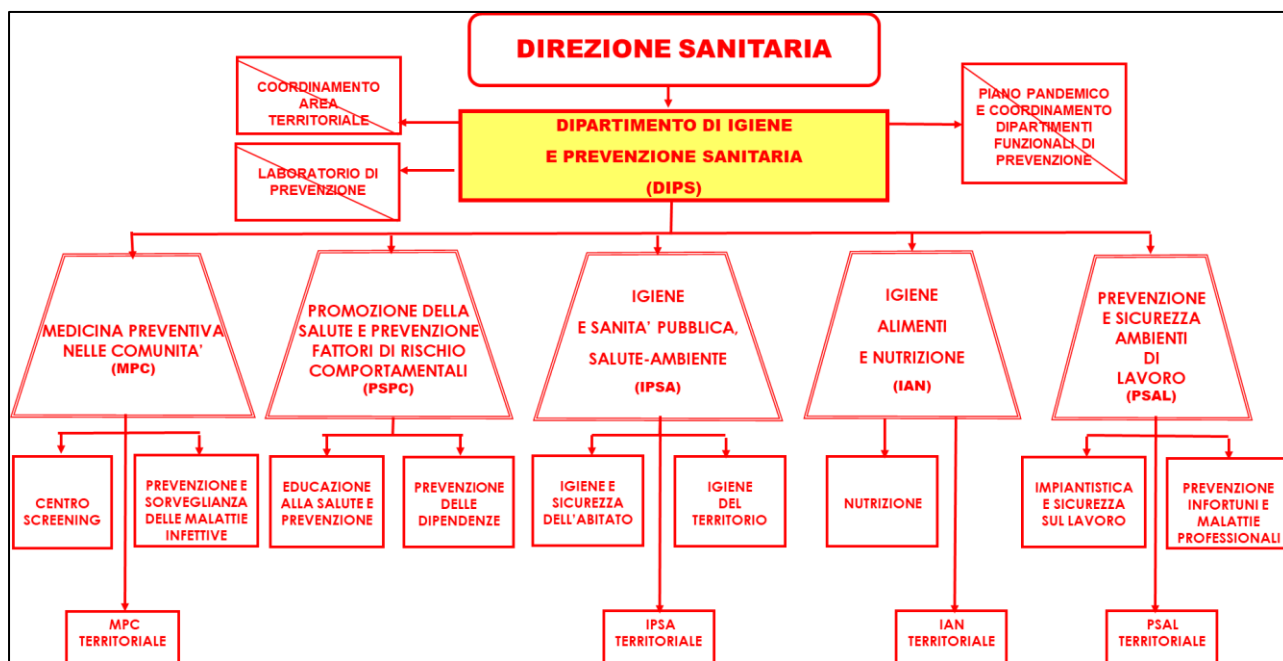 DIREZIONE SANITARIA
COORDINAMENTO
AREA
TERRITORIALE
PIANO PANDEMICO
E COORDINAMENTO
DIPARTIMENTI
FUNZIONALI DI
PREVENZIONE
DIPARTIMENTO DI IGIENE
E PREVENZIONE SANITARIA
(DIPS)
LABORATORIO DI
PREVENZIONE
MEDICINA PREVENTIVA
NELLE COMUNITA'
(MPC)
PROMOZIONE DELLA
SALUTE E PREVENZIONE
FATTORI DI RISCHIO
COMPORTAMENTALI
(PSPC)
IGIENE
E SANITA' PUBBLICA,
SALUTE-AMBIENTE
(IPSA)
IGIENE
ALIMENTI
E NUTRIZIONE
(IAN)
PREVENZIONE
E SICUREZZA
AMBIENTI
DI
LAVORO
(PSAL)
CENTRO
SCREENING
PREVENZIONE E
SORVEGLIANZA
DELLE MALATTIE
INFETTIVE
EDUCAZIONE
ALLA SALUTE E
PREVENZIONE
PREVENZIONE
DELLE
DIPENDENZE
IGIENE E
SICUREZZA
DELL'ABITATO
IGIENE
DEL
TERRITORIO
NUTRIZIONE
IMPIANTISTICA
E SICUREZZA
SUL LAVORO
PREVENZIONE
INFORTUNI E
MALATTIE
PROFESSIONALI
MPC
TERRITORIALE
IPSA
TERRITORIALE
IAN
TERRITORIALE
PSAL
TERRITORIALE